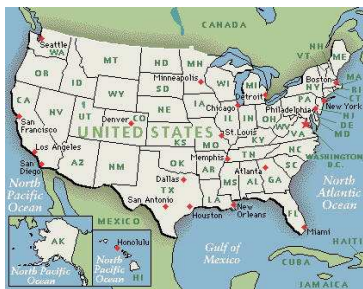 CANADA
Seattle
WA
MT
ND
MN
OR
ID
SD
WI
MI
Minneapolis
WY
NY
VT
NH
ME
Boston
MA
RI
CT
Detroit
Chicago
Philadelphia
PA
New York
NJ
DE
MD
CA
NV
UT
Denver
CO
NE
IA
IL
IN
OH
WV
VA
San
Francisco
UNITED STATES
KS
MO
St.Louis
KY
WASHINGTON
D.C.
Los Angeles
San
Diego
AZ
NM
OK
AR
Memphis
TN
NC
SC
Atlanta
Dallas
TX
LA
MS
AL
GA
North
Pacific
Ocean
North
Atlantic
Ocean
San Antonio
Houston
New
Orleans
FL
Miami
MEXICO
Gulf of
Mexico
AK
North Pacific
Ocean
Honolulu
HI
North
Pacific Ocean
CUBA
HAITI
JAMAICA